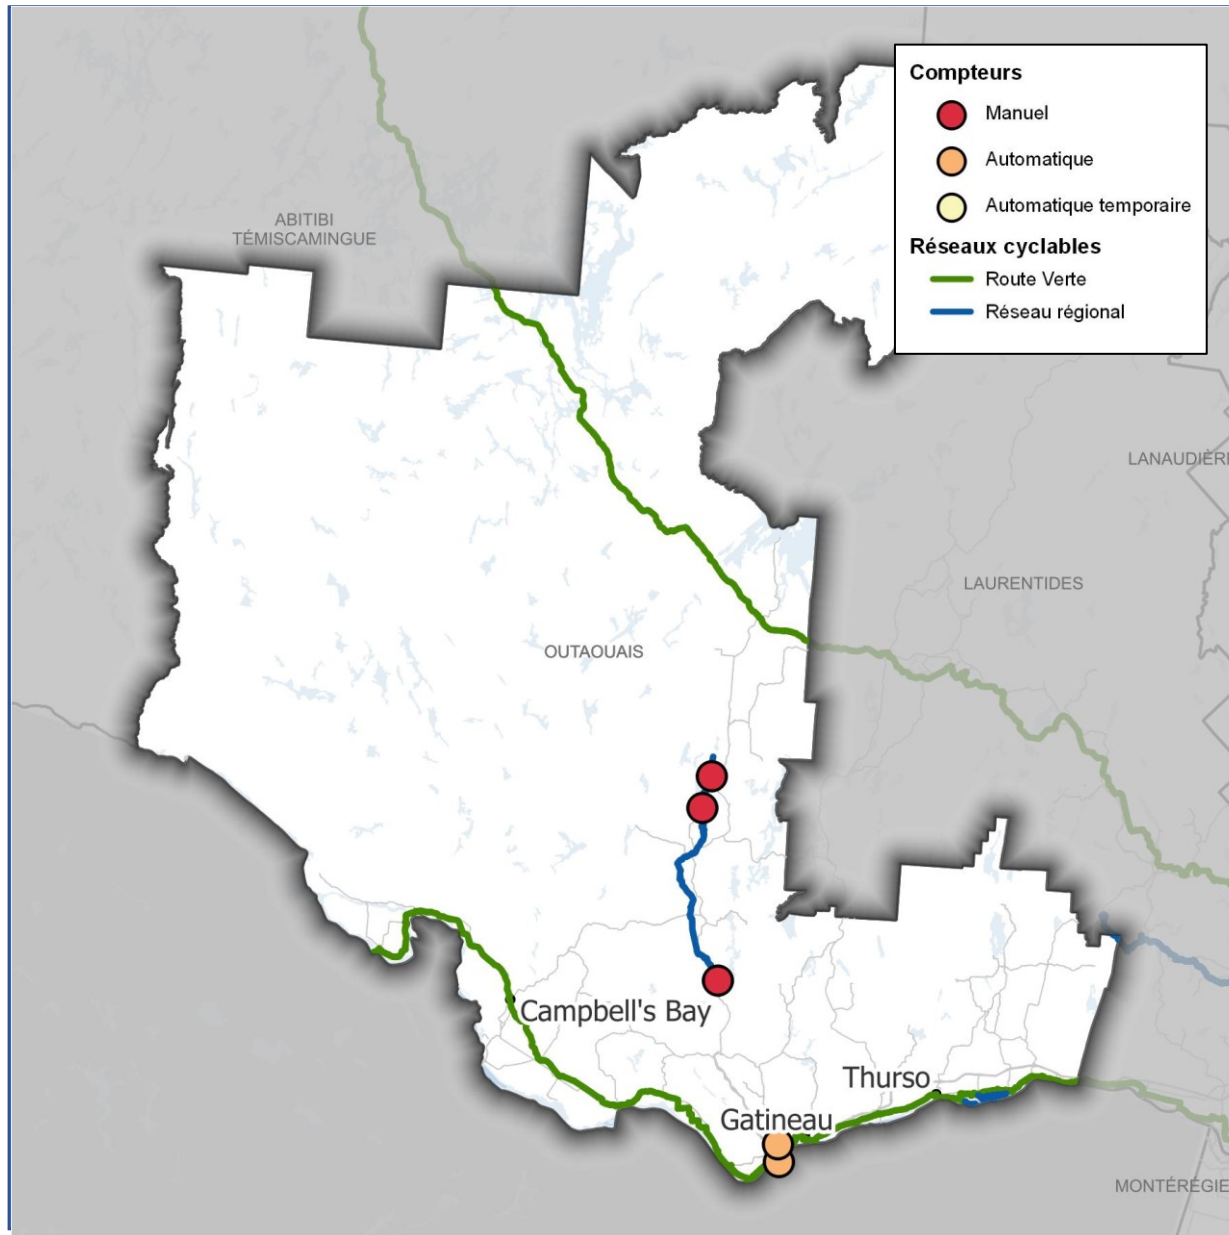 Compteurs
Manuel
Automatique
Automatique temporaire
Réseaux cyclables
Route Verte
Réseau régional
ABITIBI
TÉMISCAMINGUE
LANAUDIÈRE
LAURENTIDES
OUTAOUAIS
Campbell's Bay
Thurso
Gatineau
MONTÉRÉGIE